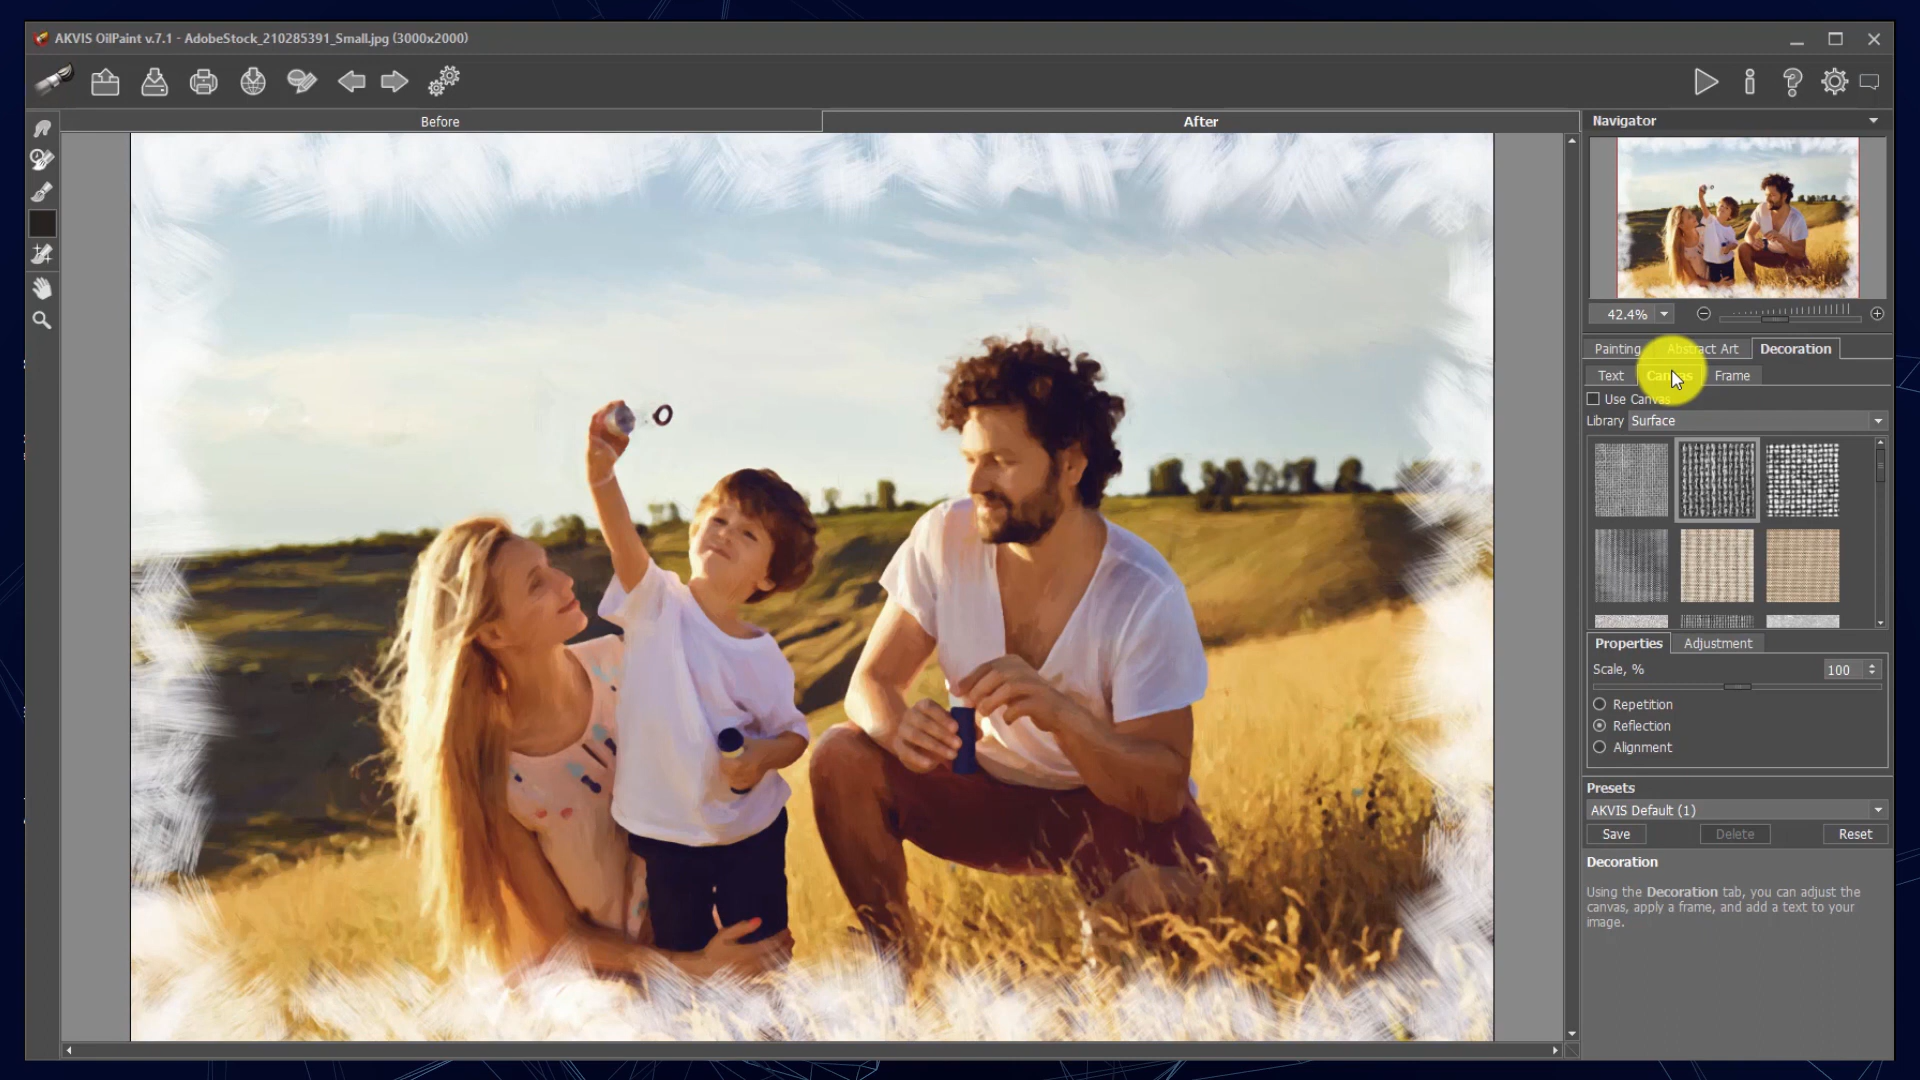 AKVIS OilPaint v.7.1 - AdobeStock_210285391_Small.jpg (3000x2000)
Before
After
Navigator
42.4%
Painting Abstract Art Decoration
Text Canvas Frame
Use Canvas
Library Surface
Properties Adjustment
Scale, % 100
Repetition
Reflection
Alignment
Presets
AKVIS Default (1)
Save Delete Reset
Decoration
Using the Decoration tab, you can adjust the
canvas, apply a frame, and add a text to your
image.